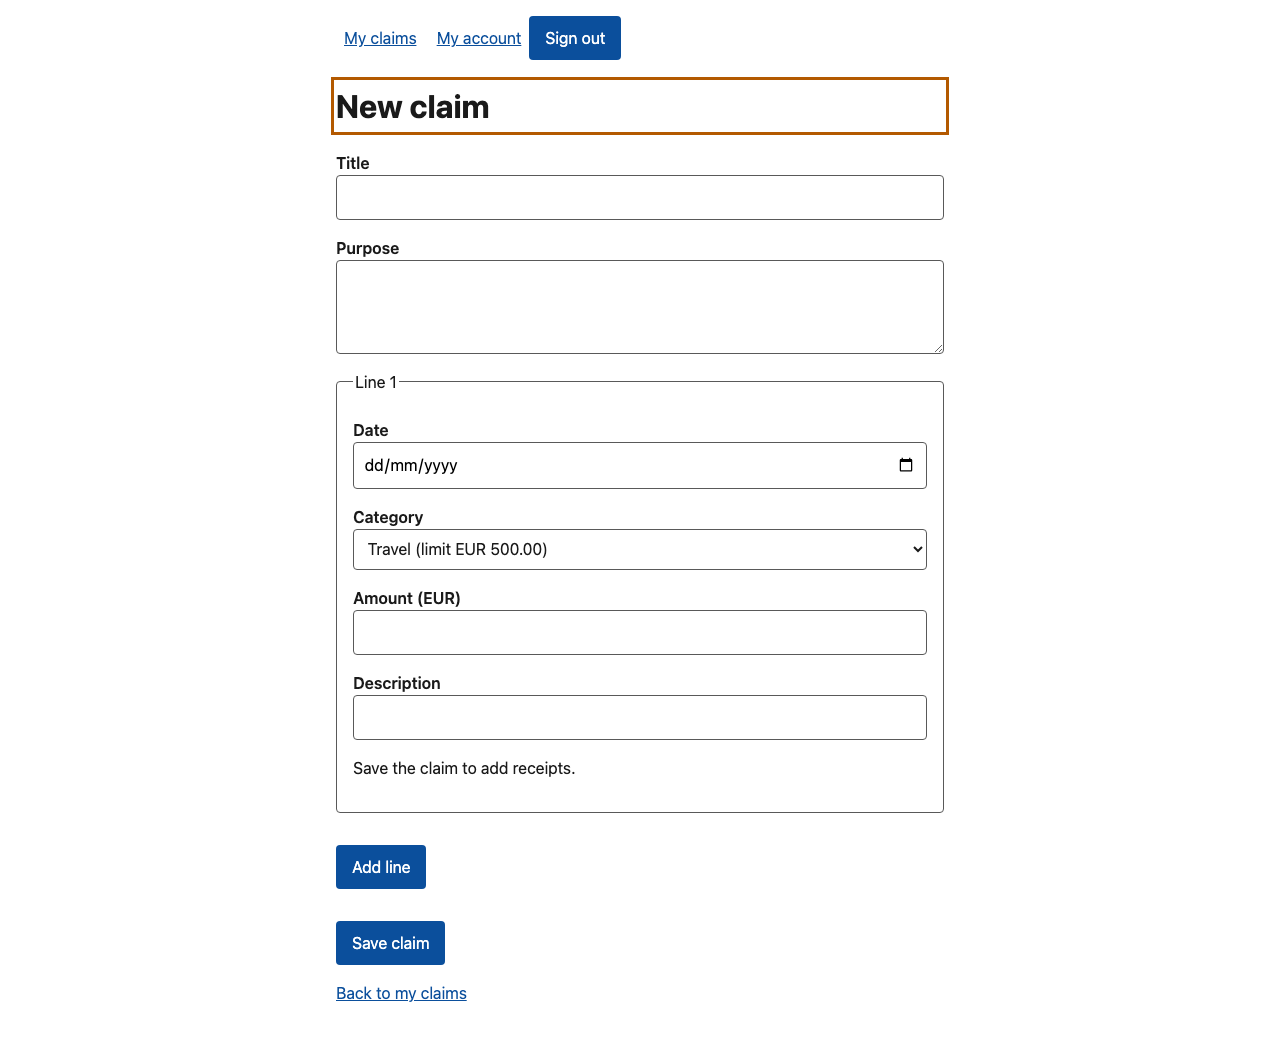 My claims My account Sign out
New claim
Title
Purpose
Line 1
Date
dd/mm/yyyy
Category
Travel (limit EUR 500.00)
Amount (EUR)
Description
Save the claim to add receipts.
Add line
Save claim
Back to my claims